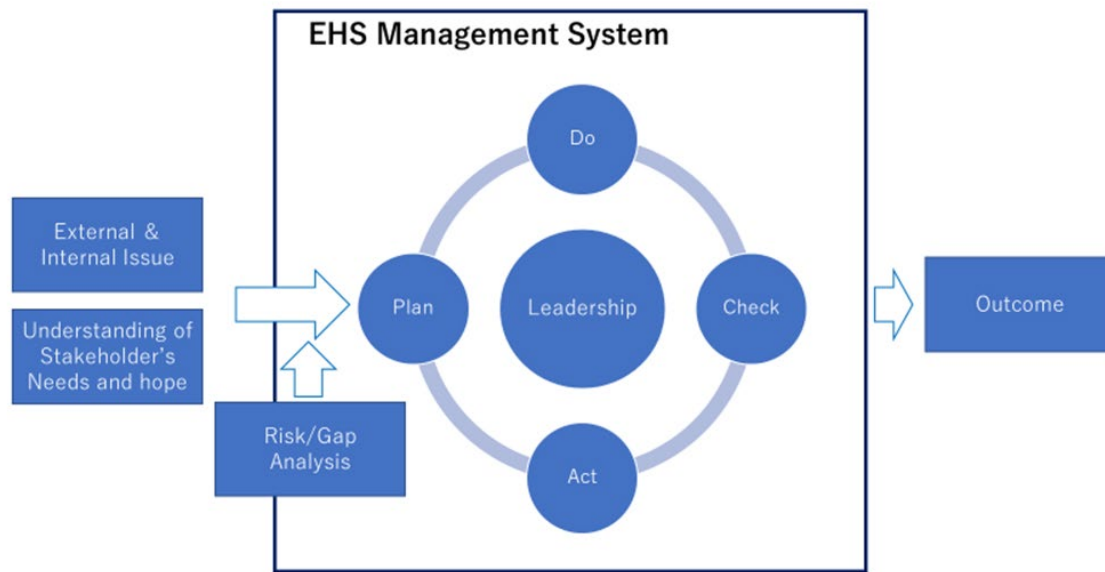 EHS Management System
Do
External &
Internal Issue
Plan
Leadership
Check
Outcome
Understanding of
Stakeholder’s
Needs and hope
Risk/Gap
Analysis
Act